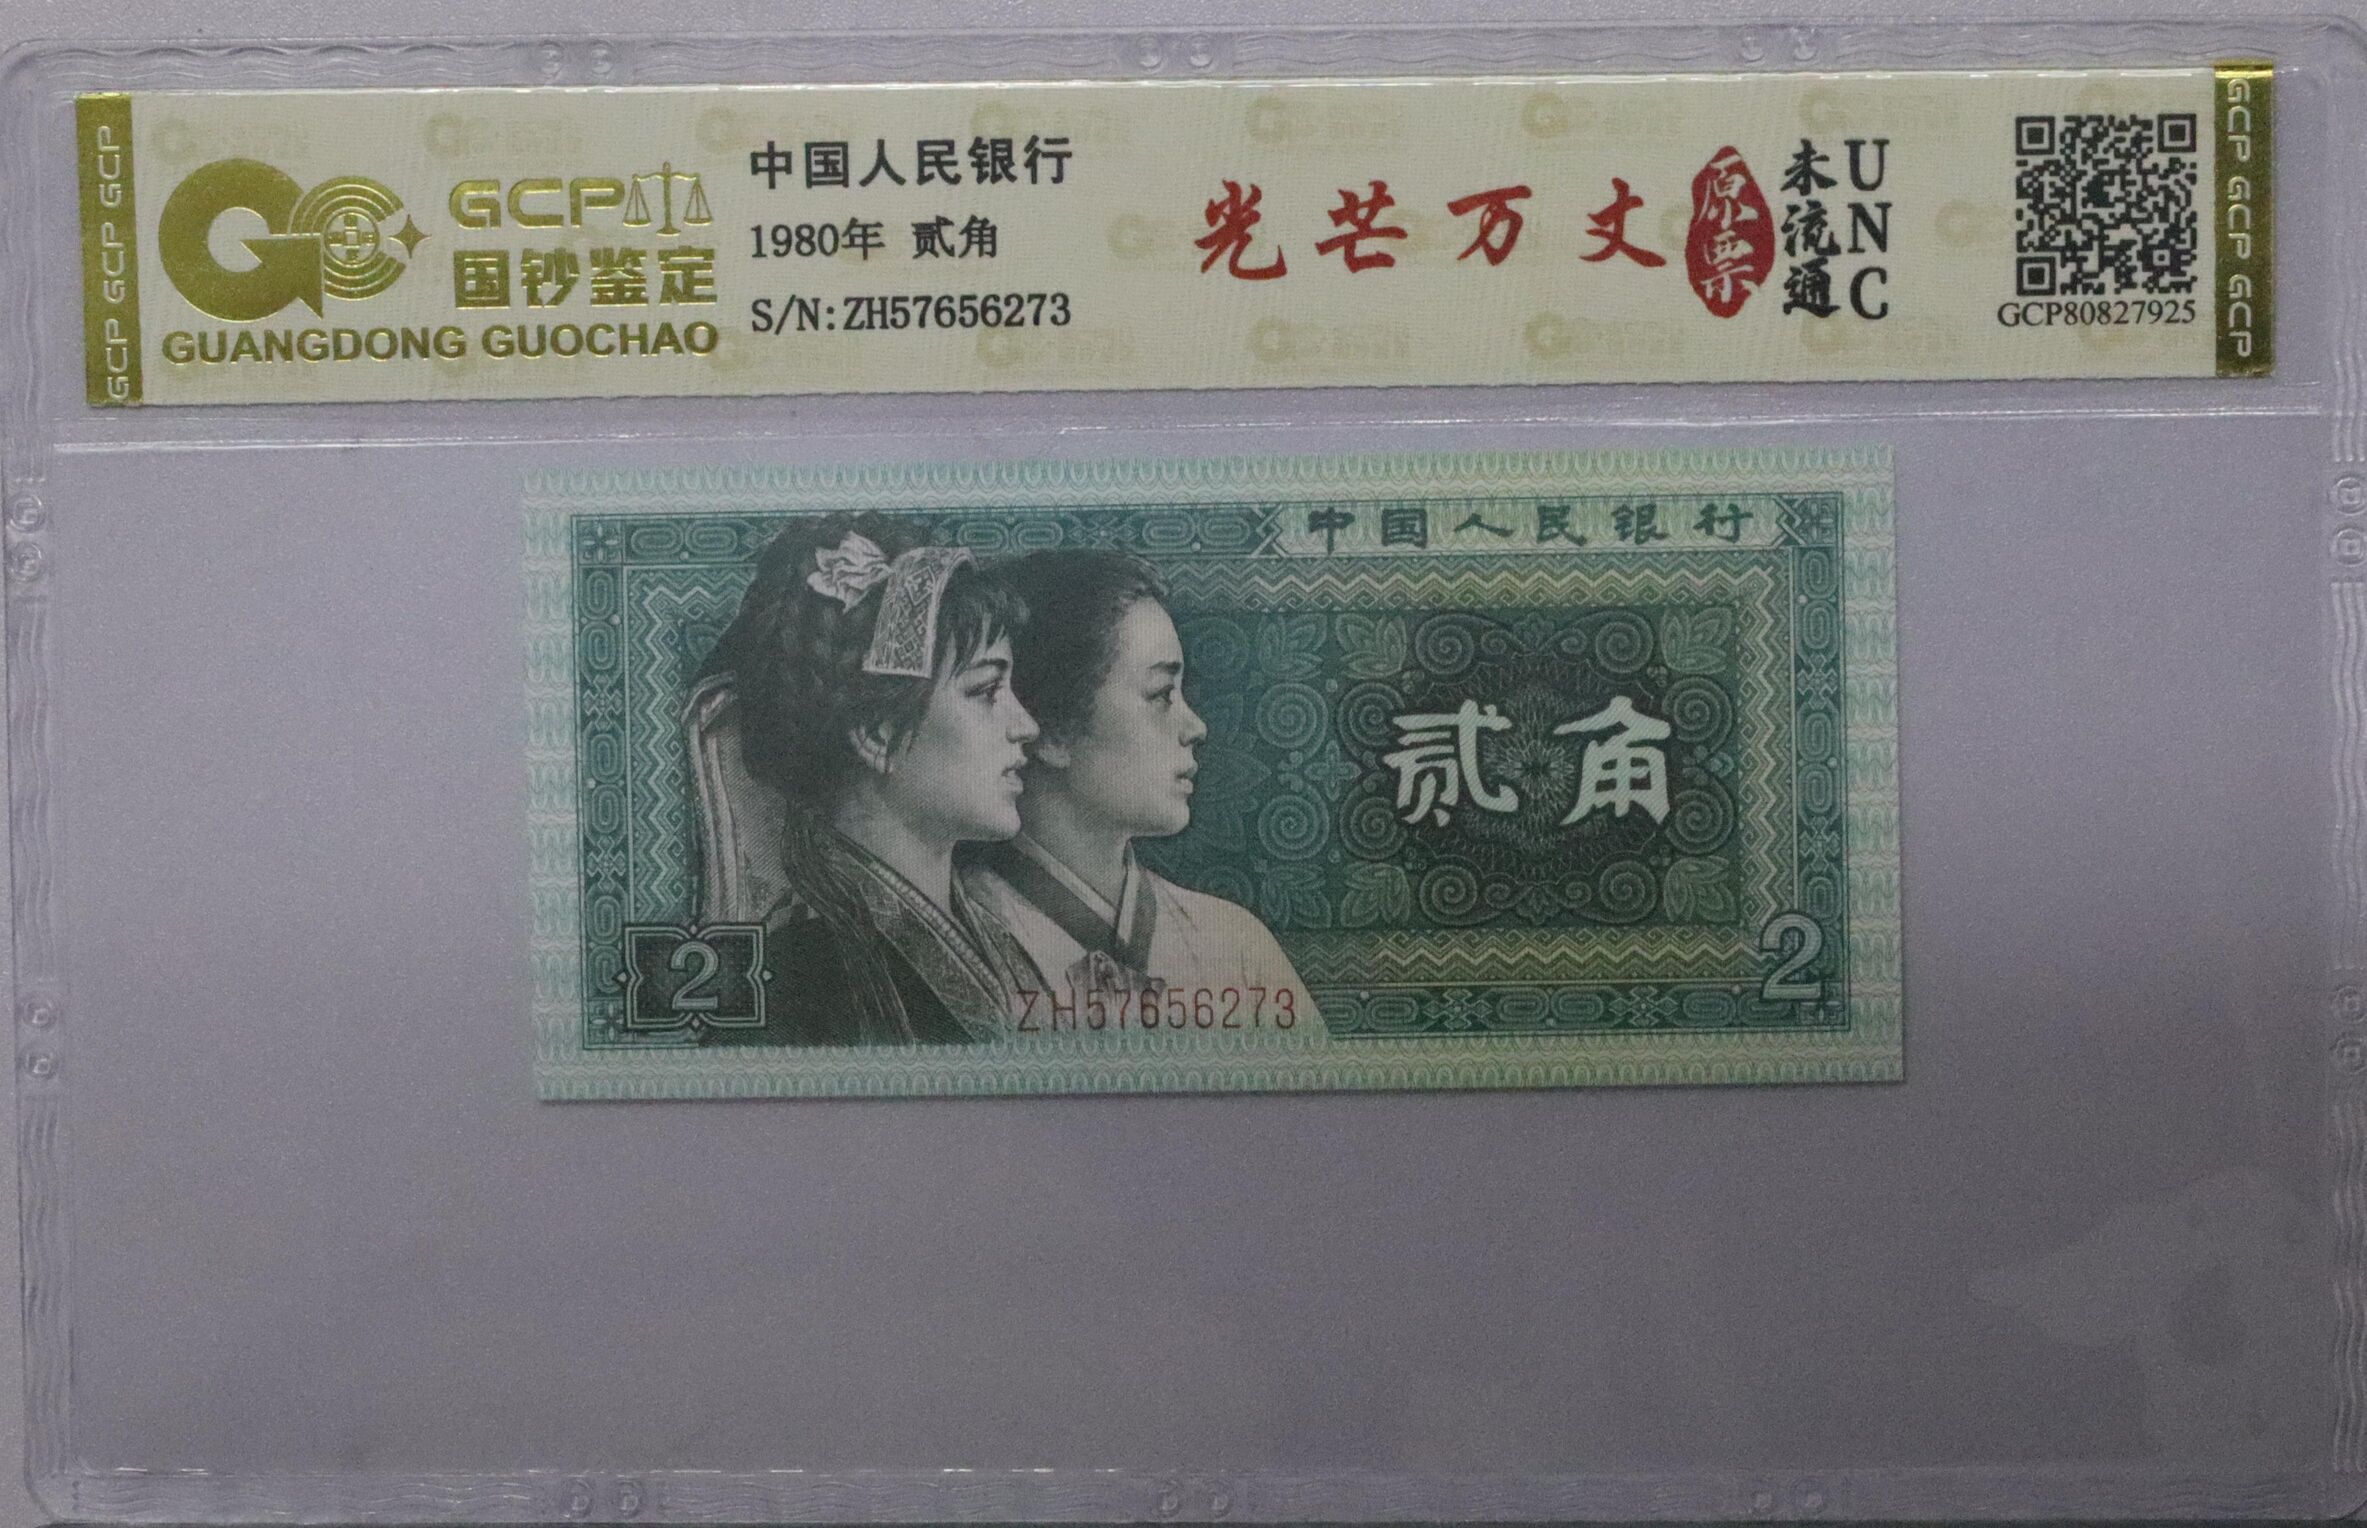 GCP GCP GCP
GCP
国钞鉴定
GUANGDONG GUOCHAO
中国人民银行
1980年 贰角
S/N:ZH57656273
光芒万丈
原票
未流通
UNC
GCP80827925
GCP GCP GCP
中国人民银行
贰角
2
2
ZH57656273